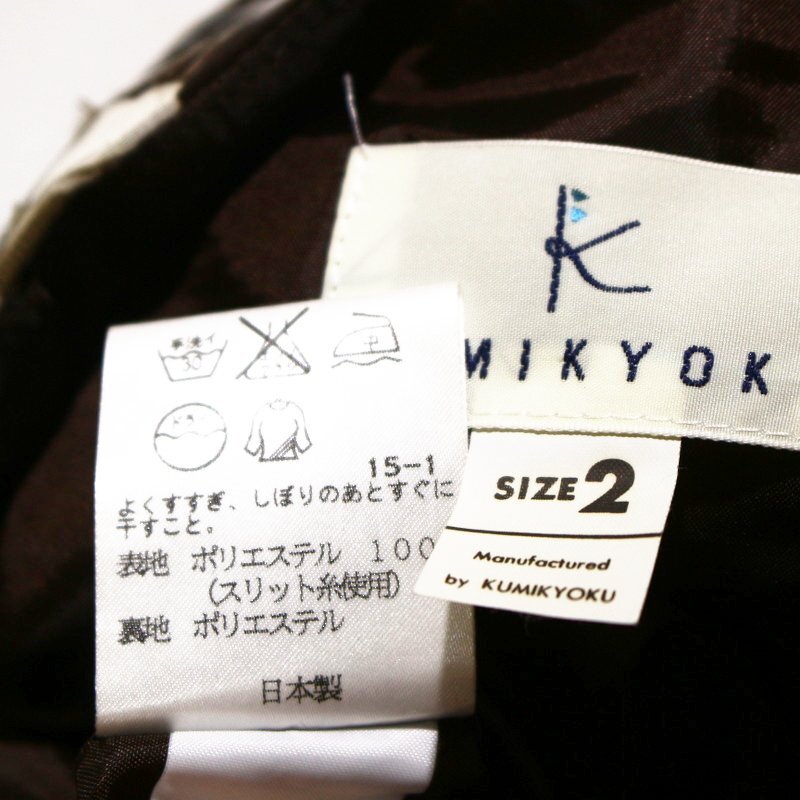 MIKYOK
手洗イ
30
15-1
よくすすぎ、しぼりのあとすぐに
干すこと。
表地 ポリエステル 100
(スリット糸使用)
裏地 ポリエステル
日本製
SIZE 2
Manufactured
by KUMIKYOKU